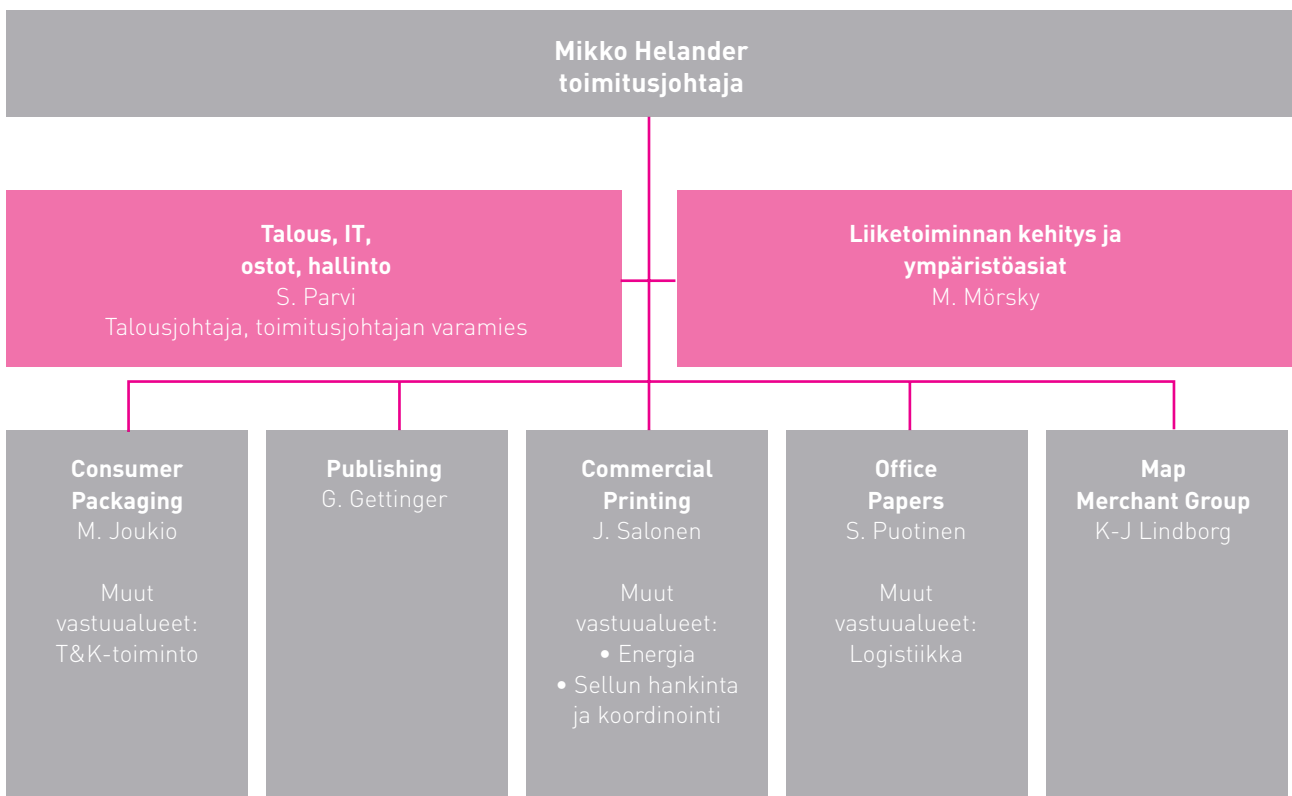 Mikko Helander
toimitusjohtaja
Talous, IT,
ostot, hallinto
S. Parvi
Talousjohtaja, toimitusjohtajan varamies
Liiketoiminnan kehitys ja
ympäristöasiat
M. Mörsky
Consumer
Packaging
M. Joukio
Muut
vastuualueet:
T&K-toiminto
Publishing
G. Gettinger
Commercial
Printing
J. Salonen
Muut
vastuualueet:
• Energia
• Sellun hankinta
ja koordinointi
Office
Papers
S. Puotinen
Muut
vastuualueet:
Logistiikka
Map
Merchant Group
K-J Lindborg